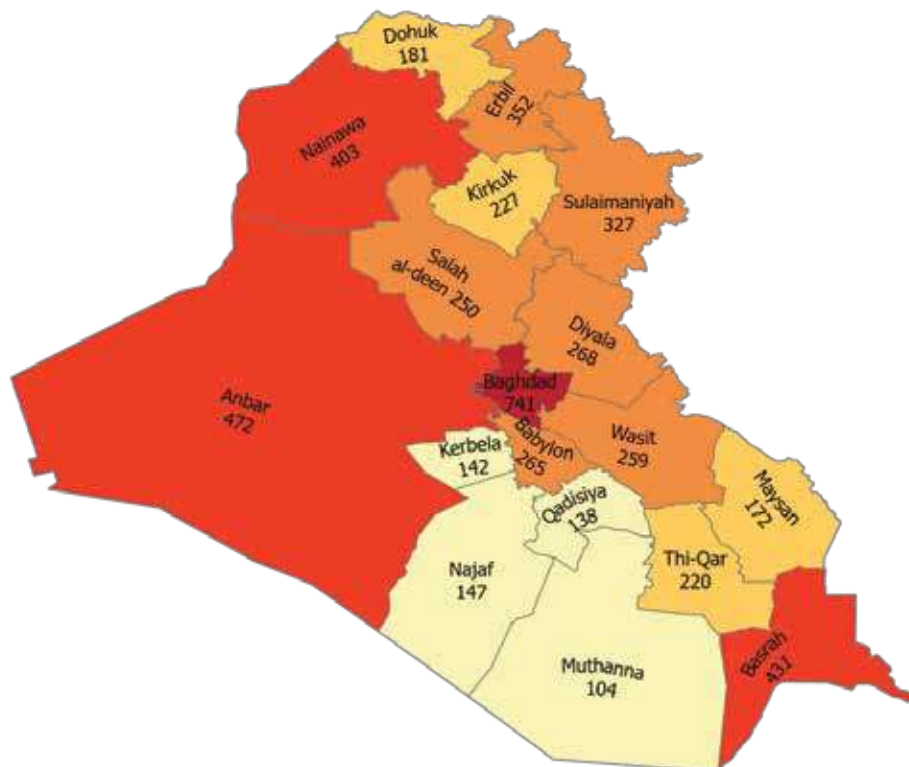 Dohuk
181
Erbil
352
Nainawa
403
Kirkuk
227
Sulaimaniyah
327
Salah
al-deen 250
Diyala
268
Baghdad
741
Anbar
472
Babylon
265
Wasit
259
Kerbela
142
Qadisiya
138
Maysan
172
Najaf
147
Thi-Qar
220
Basrah
431
Muthanna
104